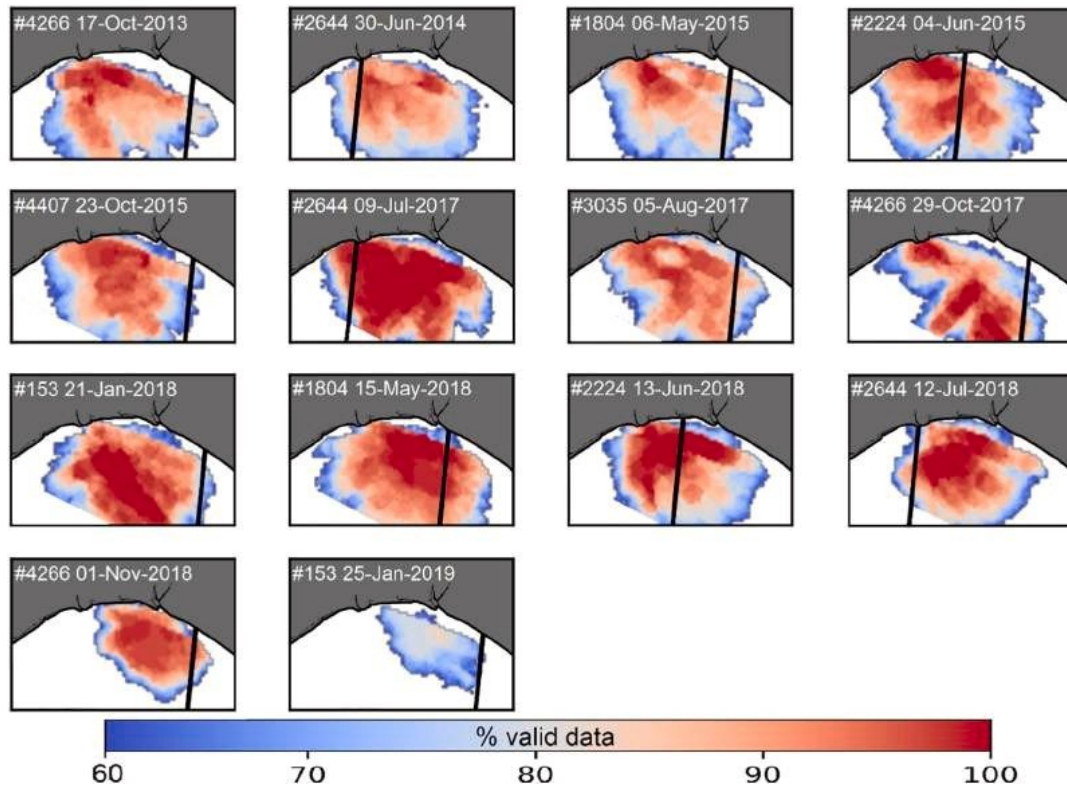 #4266 17-Oct-2013
#2644 30-Jun-2014
#1804 06-May-2015
#2224 04-Jun-2015
#4407 23-Oct-2015
#2644 09-Jul-2017
#3035 05-Aug-2017
#4266 29-Oct-2017
#153 21-Jan-2018
#1804 15-May-2018
#2224 13-Jun-2018
#2644 12-Jul-2018
#4266 01-Nov-2018
#153 25-Jan-2019
% valid data
60 70 80 90 100